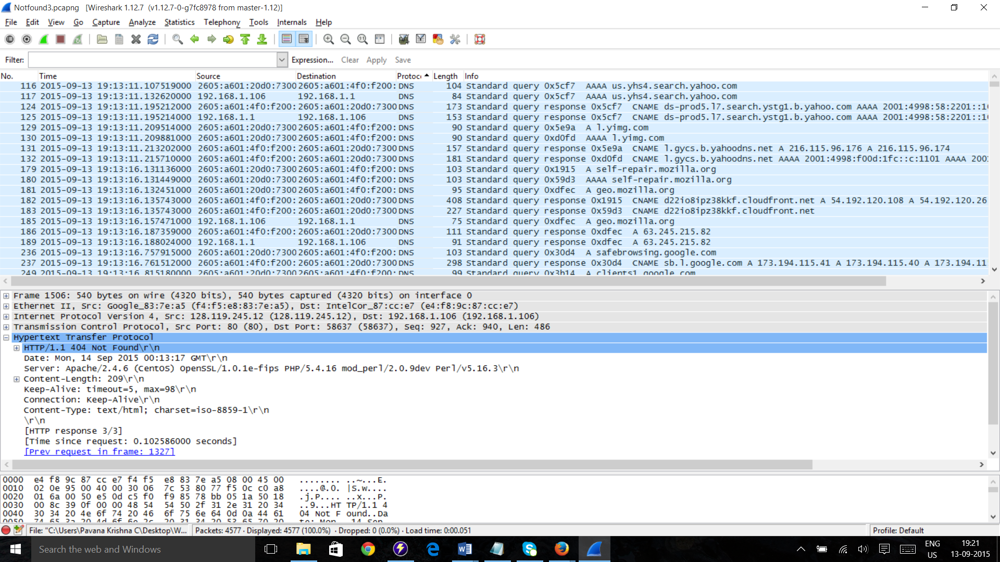 Notfound3.pcapng [Wireshark 1.12.7 (v1.12.7-0-g7fc8978 from master-1.12)]
File Edit View Go Capture Analyze Statistics Telephony Tools Internals Help
Filter: Expression... Clear Apply Save
No. Time Source Destination Protoc Length Info
116 2015-09-13 19:13:11.107519000 2605:a601:20d0:7300 2605:a601:4f0:f200: DNS 104 Standard query 0x5cf7 AAAA us.yhs4.search.yahoo.com
117 2015-09-13 19:13:11.132620000 192.168.1.106 192.168.1.1 DNS 84 Standard query 0x5cf7 AAAA us.yhs4.search.yahoo.com
124 2015-09-13 19:13:11.195212000 2605:a601:4f0:f200: 2605:a601:20d0:7300 DNS 173 Standard query response 0x5cf7 CNAME ds-prod5.l7.search.ystg1.b.yahoo.com AAAA 2001:4998:58:2201::1
125 2015-09-13 19:13:11.195214000 192.168.1.1 192.168.1.106 DNS 153 Standard query response 0x5cf7 CNAME ds-prod5.l7.search.ystg1.b.yahoo.com AAAA 2001:4998:58:2201::1
129 2015-09-13 19:13:11.209514000 2605:a601:20d0:7300 2605:a601:4f0:f200: DNS 90 Standard query 0x5e9a A l.yimg.com
130 2015-09-13 19:13:11.209881000 2605:a601:20d0:7300 2605:a601:4f0:f200: DNS 90 Standard query 0xd0fd AAAA l.yimg.com
131 2015-09-13 19:13:11.213202000 2605:a601:4f0:f200: 2605:a601:20d0:7300 DNS 157 Standard query response 0x5e9a CNAME l.gycs.b.yahoodns.net A 216.115.96.176 A 216.115.96.174
132 2015-09-13 19:13:11.215710000 2605:a601:4f0:f200: 2605:a601:20d0:7300 DNS 181 Standard query response 0xd0fd CNAME l.gycs.b.yahoodns.net AAAA 2001:4998:f00d:1fc::c:1101 AAAA 200
179 2015-09-13 19:13:16.131136000 2605:a601:20d0:7300 2605:a601:4f0:f200: DNS 103 Standard query 0x1915 A self-repair.mozilla.org
180 2015-09-13 19:13:16.131449000 2605:a601:20d0:7300 2605:a601:4f0:f200: DNS 103 Standard query 0x59d3 AAAA self-repair.mozilla.org
181 2015-09-13 19:13:16.132451000 2605:a601:20d0:7300 2605:a601:4f0:f200: DNS 95 Standard query 0xdfec A geo.mozilla.org
182 2015-09-13 19:13:16.135743000 2605:a601:4f0:f200: 2605:a601:20d0:7300 DNS 408 Standard query response 0x1915 CNAME d22io8ipz38kkf.cloudfront.net A 54.192.120.108 A 54.192.120.26
183 2015-09-13 19:13:16.135743000 2605:a601:4f0:f200: 2605:a601:20d0:7300 DNS 227 Standard query response 0x59d3 CNAME d22io8ipz38kkf.cloudfront.net
185 2015-09-13 19:13:16.157471000 192.168.1.106 192.168.1.1 DNS 75 Standard query 0xdfec A geo.mozilla.org
186 2015-09-13 19:13:16.187359000 2605:a601:4f0:f200: 2605:a601:20d0:7300 DNS 111 Standard query response 0xdfec A 63.245.215.82
189 2015-09-13 19:13:16.188024000 192.168.1.1 192.168.1.106 DNS 91 Standard query response 0xdfec A 63.245.215.82
236 2015-09-13 19:13:16.757915000 2605:a601:20d0:7300 2605:a601:4f0:f200: DNS 103 Standard query 0x30d4 A safebrowsing.google.com
237 2015-09-13 19:13:16.761512000 2605:a601:4f0:f200: 2605:a601:20d0:7300 DNS 298 Standard query response 0x30d4 CNAME sb.l.google.com A 173.194.115.41 A 173.194.115.40 A 173.194.11
249 2015-09-13 19:13:16.815180000 2605:a601:20d0:7300 2605:a601:4f0:f200: DNS 99 Standard query 0x3b14 A clients1.google.com
Frame 1506: 540 bytes on wire (4320 bits), 540 bytes captured (4320 bits) on interface 0
Ethernet II, Src: Google_83:7e:a5 (f4:f5:e8:83:7e:a5), Dst: IntelCor_87:cc:e7 (e4:f8:9c:87:cc:e7)
Internet Protocol Version 4, Src: 128.119.245.12 (128.119.245.12), Dst: 192.168.1.106 (192.168.1.106)
Transmission Control Protocol, Src Port: 80 (80), Dst Port: 58637 (58637), Seq: 927, Ack: 940, Len: 486
Hypertext Transfer Protocol
HTTP/1.1 404 Not Found\r\n
Date: Mon, 14 Sep 2015 00:13:17 GMT\r\n
Server: Apache/2.4.6 (CentOS) OpenSSL/1.0.1e-fips PHP/5.4.16 mod_perl/2.0.9dev Perl/v5.16.3\r\n
Content-Length: 209\r\n
Keep-Alive: timeout=5, max=98\r\n
Connection: Keep-Alive\r\n
Content-Type: text/html; charset=iso-8859-1\r\n
\r\n
[HTTP response 3/3]
[Time since request: 0.102586000 seconds]
[Prev request in frame: 1327]
0000 e4 f8 9c 87 cc e7 f4 f5 e8 83 7e a5 08 00 45 00 ........ ..~...E.
0010 02 0e 95 00 40 00 30 06 7c 53 80 77 f5 0c c0 a8 ....@.0. |S.w....
0020 01 6a 00 50 e5 0d c5 f0 f9 85 78 bb 05 1a 50 18 .j.P.... ..x...P.
0030 00 8c 39 0f 00 00 48 54 54 50 2f 31 2e 31 20 34 ..9...HT TP/1.1 4
0040 30 34 20 4e 6f 74 20 46 6f 75 6e 64 0d 0a 44 61 04 Not F ound..Da
0050 74 65 3a 20 4d 6f 6e 2c 20 31 34 20 53 65 70 20 te: Mon, 14 Sep
File: "C:\Users\Pavana Krishna C\Desktop\W... Packets: 4577 · Displayed: 4577 (100.0%) · Dropped: 0 (0.0%) · Load time: 0:00.051 Profile: Default
Search the web and Windows
ENG
US
19:21
13-09-2015